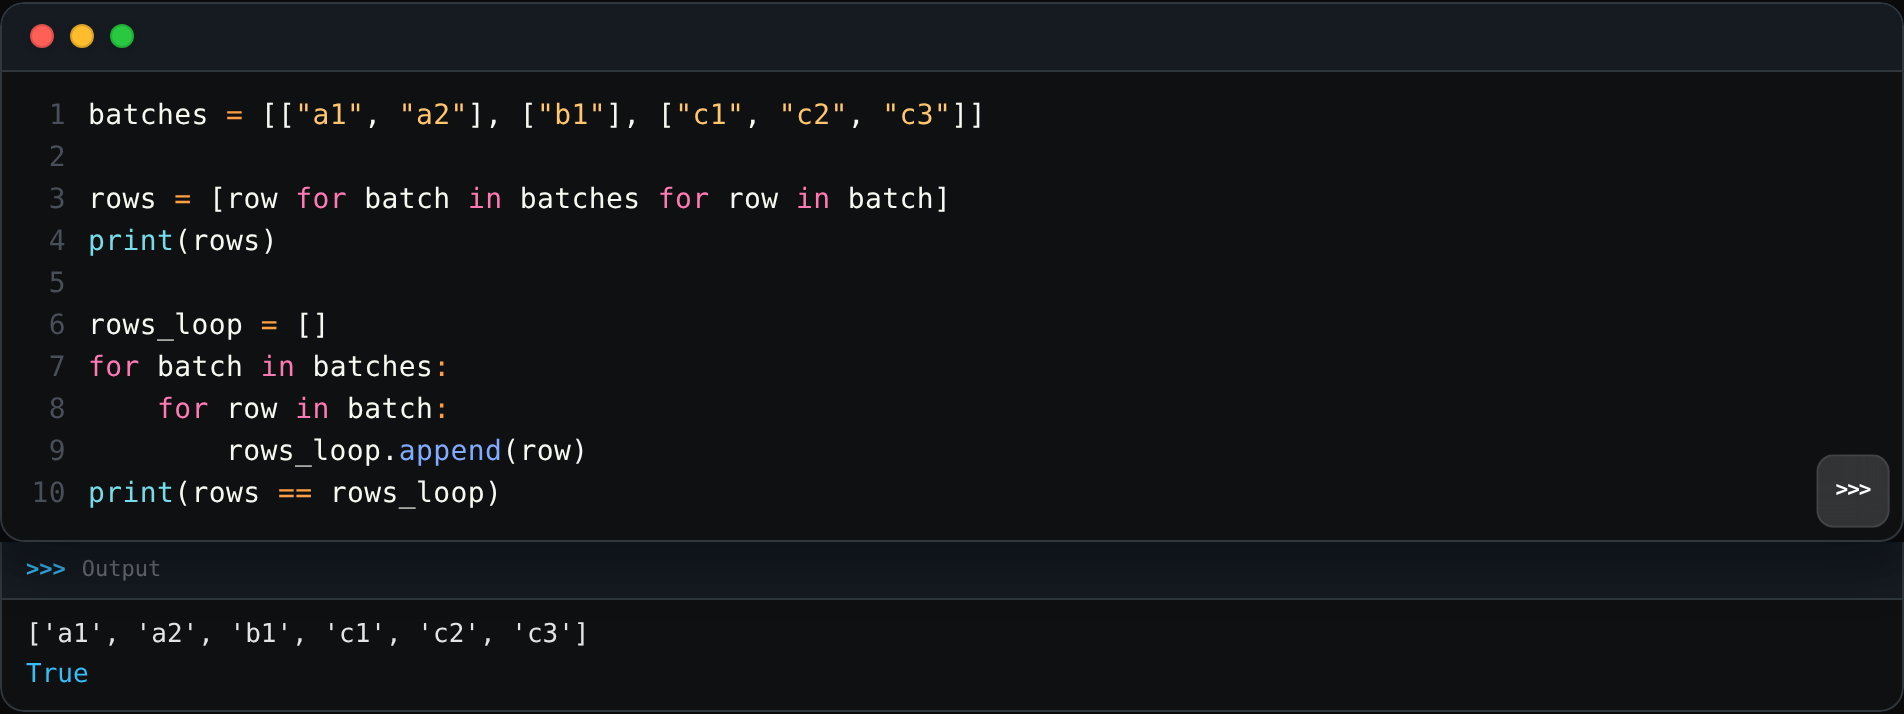 1 batches = [["a1", "a2"], ["b1"], ["c1", "c2", "c3"]]
2
3 rows = [row for batch in batches for row in batch]
4 print(rows)
5
6 rows_loop = []
7 for batch in batches:
8     for row in batch:
9         rows_loop.append(row)
10 print(rows == rows_loop)
>>>
>>> Output
['a1', 'a2', 'b1', 'c1', 'c2', 'c3']
True